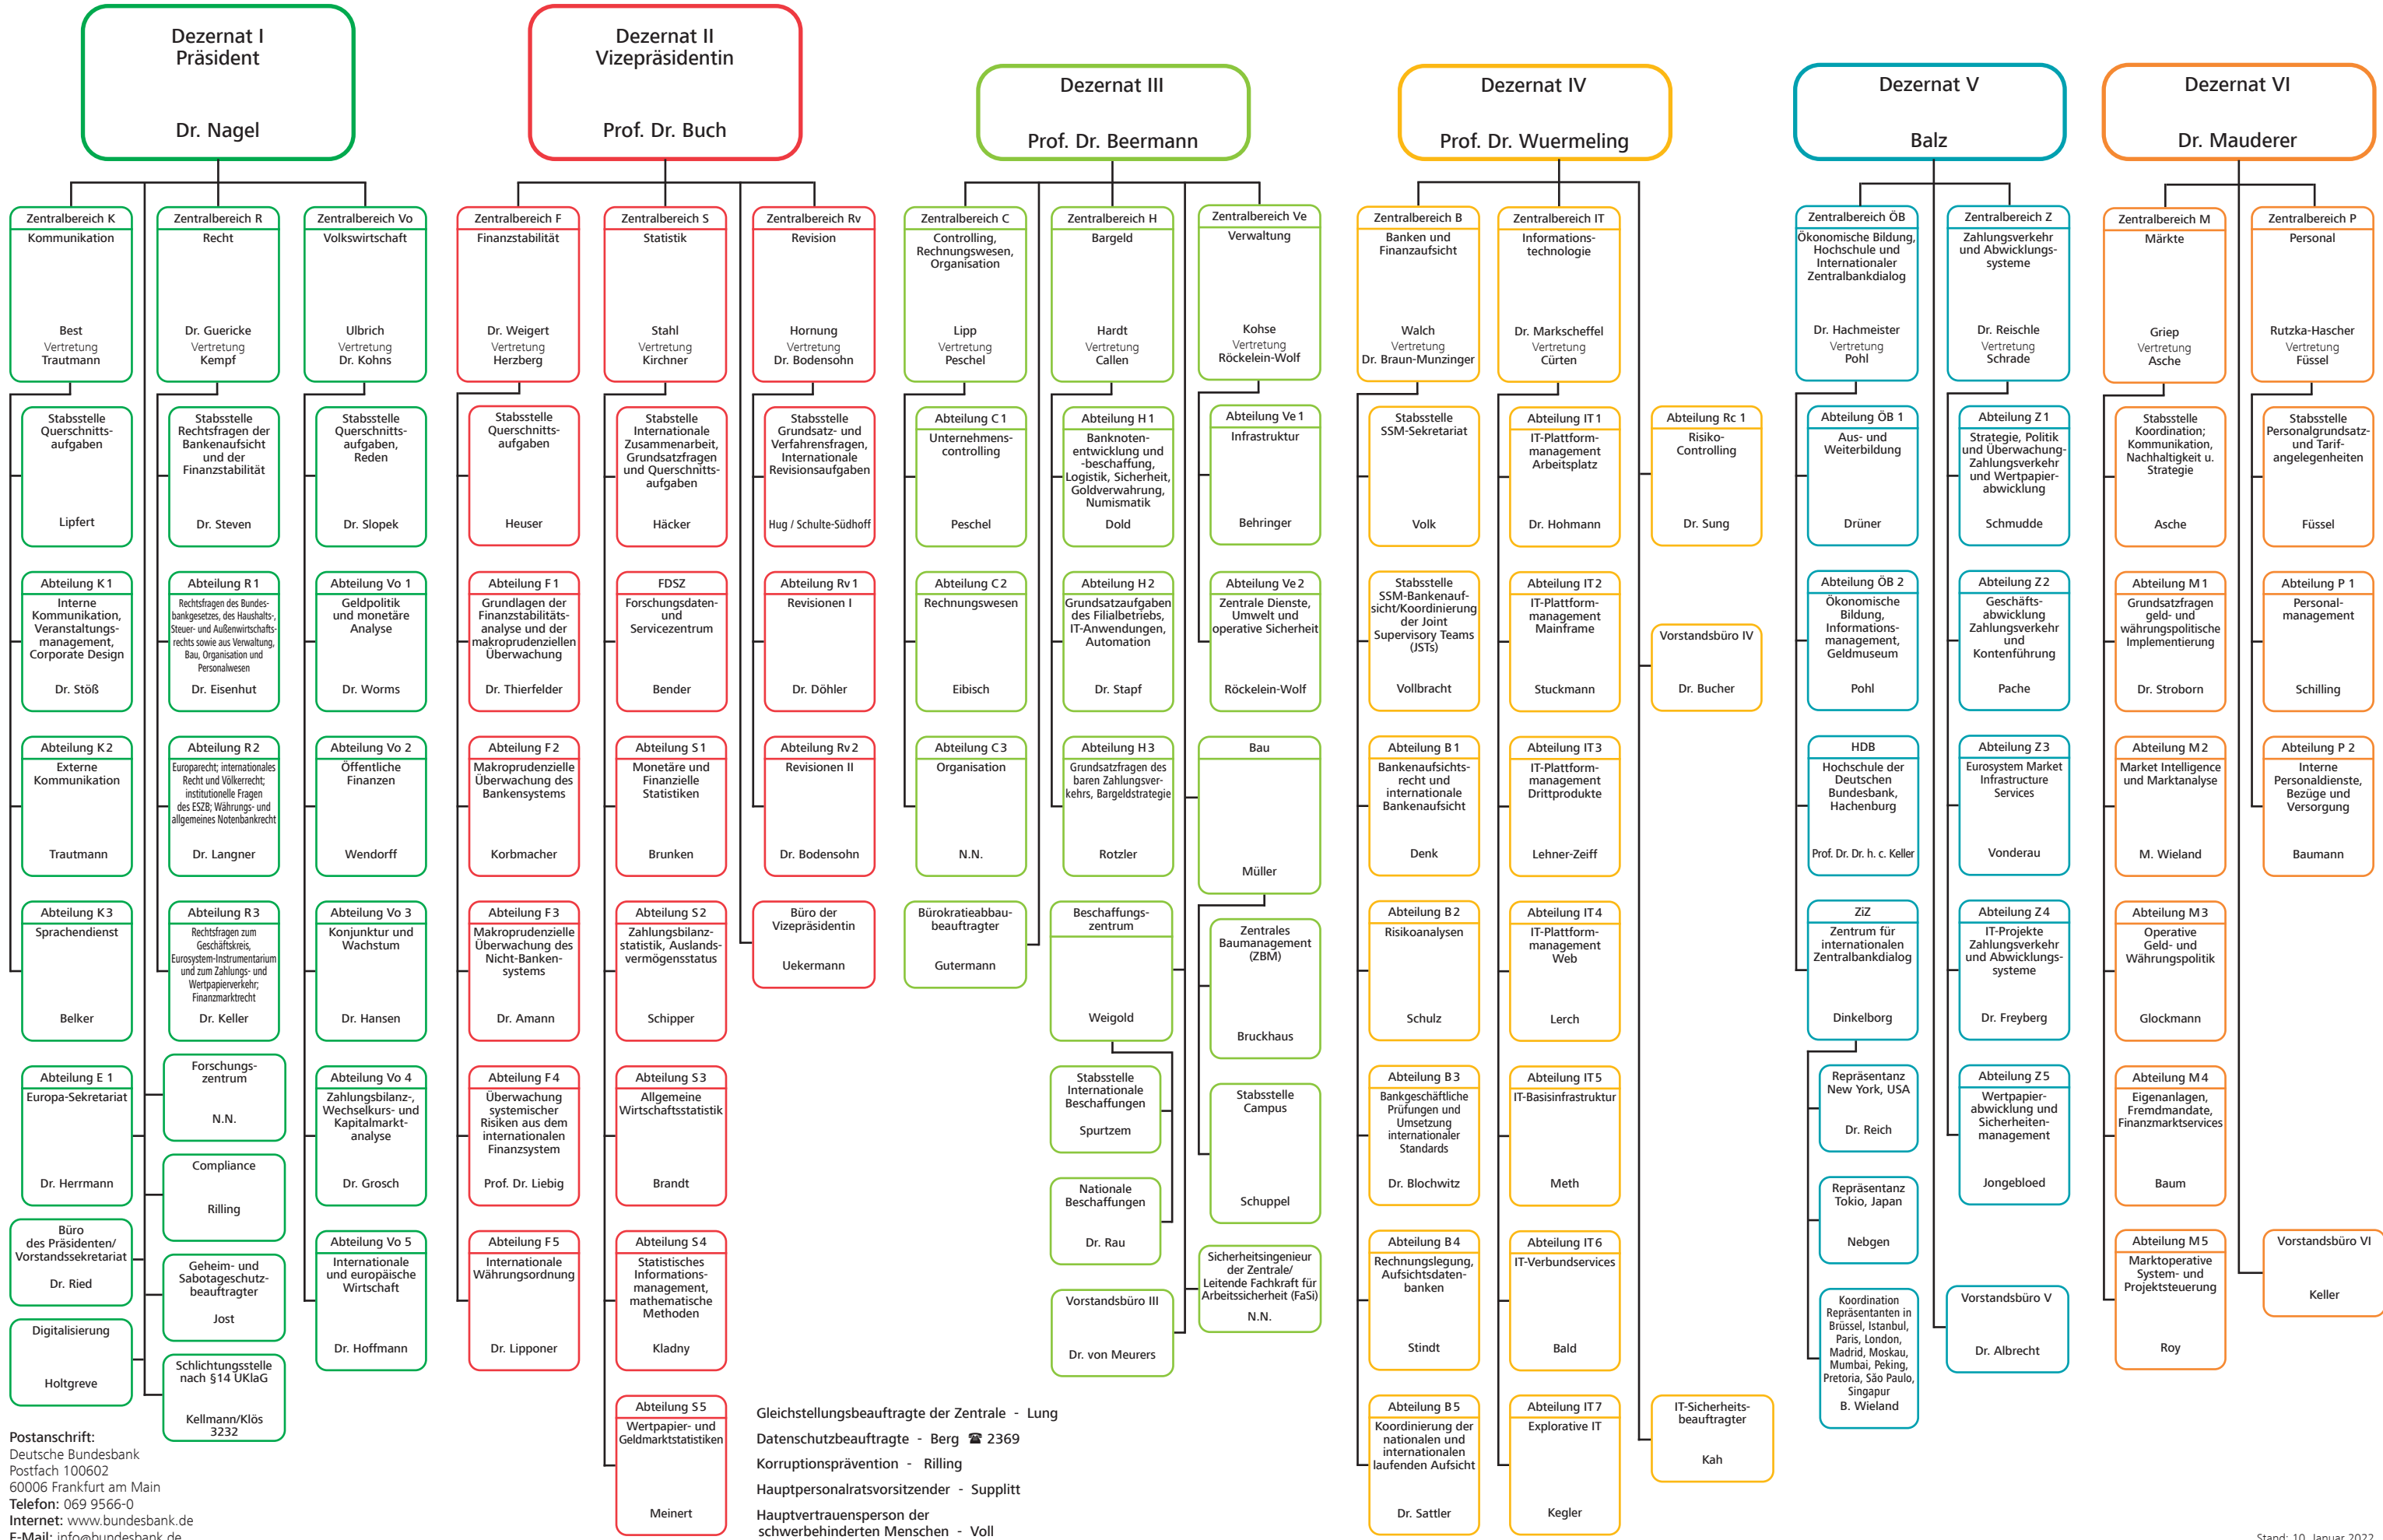 Dezernat I
Präsident
Dr. Nagel
Zentralbereich K
Kommunikation
Best
Vertretung
Trautmann
Stabsstelle
Querschnitts-
aufgaben
Lipfert
Abteilung K 1
Interne
Kommunikation,
Veranstaltungs-
management,
Corporate Design
Dr. Stöß
Abteilung K 2
Externe
Kommunikation
Trautmann
Abteilung K 3
Sprachendienst
Belker
Abteilung E 1
Europa-Sekretariat
Dr. Herrmann
Büro
des Präsidenten/
Vorstandssekretariat
Dr. Ried
Digitalisierung
Holtgreve
Zentralbereich R
Recht
Dr. Guericke
Vertretung
Kempf
Stabsstelle
Rechtsfragen der
Bankenaufsicht
und der
Finanzstabilität
Dr. Steven
Abteilung R 1
Rechtsfragen des Bundes-
bankgesetzes, des Haushalts-,
Steuer- und Außenwirtschafts-
rechts sowie aus Verwaltung,
Bau, Organisation und
Personalwesen
Dr. Eisenhut
Abteilung R 2
Europarecht; internationales
Recht und Völkerrecht;
institutionelle Fragen
des ESZB; Währungs- und
allgemeines Notenbankrecht
Dr. Langner
Abteilung R 3
Rechtsfragen zum
Geschäftskreis,
Eurosystem-Instrumentarium
und zum Zahlungs- und
Wertpapierverkehr;
Finanzmarktrecht
Dr. Keller
Forschungs-
zentrum
N.N.
Compliance
Rilling
Geheim- und
Sabotageschutz-
beauftragter
Jost
Schlichtungsstelle
nach §14 UKlaG
Kellmann/Klös
3232
Zentralbereich Vo
Volkswirtschaft
Ulbrich
Vertretung
Dr. Kohns
Stabsstelle
Querschnitts-
aufgaben,
Reden
Dr. Slopek
Abteilung Vo 1
Geldpolitik
und monetäre
Analyse
Dr. Worms
Abteilung Vo 2
Öffentliche
Finanzen
Wendorff
Abteilung Vo 3
Konjunktur und
Wachstum
Dr. Hansen
Abteilung Vo 4
Zahlungsbilanz-,
Wechselkurs- und
Kapitalmarkt-
analyse
Dr. Grosch
Abteilung Vo 5
Internationale
und europäische
Wirtschaft
Dr. Hoffmann
Dezernat II
Vizepräsidentin
Prof. Dr. Buch
Zentralbereich F
Finanzstabilität
Dr. Weigert
Vertretung
Herzberg
Stabsstelle
Querschnitts-
aufgaben
Heuser
Abteilung F 1
Grundlagen der
Finanzstabilitäts-
analyse und der
makroprudenziellen
Überwachung
Dr. Thierfelder
Abteilung F 2
Makroprudenzielle
Überwachung des
Bankensystems
Korbmacher
Abteilung F 3
Makroprudenzielle
Überwachung des
Nicht-Banken-
systems
Dr. Amann
Abteilung F 4
Überwachung
systemischer
Risiken aus dem
internationalen
Finanzsystem
Prof. Dr. Liebig
Abteilung F 5
Internationale
Währungsordnung
Dr. Lipponer
Zentralbereich S
Statistik
Stahl
Vertretung
Kirchner
Stabstelle
Internationale
Zusammenarbeit,
Grundsatzfragen
und Querschnitts-
aufgaben
Häcker
FDSZ
Forschungsdaten-
und
Servicezentrum
Bender
Abteilung S 1
Monetäre und
Finanzielle
Statistiken
Brunken
Abteilung S 2
Zahlungsbilanz-
statistik, Auslands-
vermögensstatus
Schipper
Abteilung S 3
Allgemeine
Wirtschaftsstatistik
Brandt
Abteilung S 4
Statistisches
Informations-
management,
mathematische
Methoden
Kladny
Abteilung S 5
Wertpapier- und
Geldmarktstatistiken
Meinert
Zentralbereich Rv
Revision
Hornung
Vertretung
Dr. Bodensohn
Stabsstelle
Grundsatz- und
Verfahrensfragen,
Internationale
Revisionsaufgaben
Hug / Schulte-Südhoff
Abteilung Rv 1
Revisionen I
Dr. Döhler
Abteilung Rv 2
Revisionen II
Dr. Bodensohn
Büro der
Vizepräsidentin
Uekermann
Dezernat III
Prof. Dr. Beermann
Zentralbereich C
Controlling,
Rechnungswesen,
Organisation
Lipp
Vertretung
Peschel
Abteilung C 1
Unternehmens-
controlling
Peschel
Abteilung C 2
Rechnungswesen
Eibisch
Abteilung C 3
Organisation
N.N.
Bürokratieabbau-
beauftragter
Gutermann
Zentralbereich H
Bargeld
Hardt
Vertretung
Callen
Abteilung H 1
Banknoten-
entwicklung und
-beschaffung,
Logistik, Sicherheit,
Goldverwahrung,
Numismatik
Dold
Abteilung H 2
Grundsatzaufgaben
des Filialbetriebs,
IT-Anwendungen,
Automation
Dr. Stapf
Abteilung H 3
Grundsatzfragen des
baren Zahlungsver-
kehrs, Bargeldstrategie
Rotzler
Beschaffungs-
zentrum
Weigold
Stabsstelle
Internationale
Beschaffungen
Spurtzem
Nationale
Beschaffungen
Dr. Rau
Vorstandsbüro III
Dr. von Meurers
Zentralbereich Ve
Verwaltung
Kohse
Vertretung
Röckelein-Wolf
Abteilung Ve 1
Infrastruktur
Behringer
Abteilung Ve 2
Zentrale Dienste,
Umwelt und
operative Sicherheit
Röckelein-Wolf
Bau
Müller
Zentrales
Baumanagement
(ZBM)
Bruckhaus
Stabsstelle
Campus
Schuppel
Sicherheitsingenieur
der Zentrale/
Leitende Fachkraft für
Arbeitssicherheit (FaSi)
N.N.
Dezernat IV
Prof. Dr. Wuermeling
Zentralbereich B
Banken und
Finanzaufsicht
Walch
Vertretung
Dr. Braun-Munzinger
Stabsstelle
SSM-Sekretariat
Volk
Stabsstelle
SSM-Bankenauf-
sicht/Koordinierung
der Joint
Supervisory Teams
(JSTs)
Vollbracht
Abteilung B 1
Bankenaufsichts-
recht und
internationale
Bankenaufsicht
Denk
Abteilung B 2
Risikoanalysen
Schulz
Abteilung B 3
Bankgeschäftliche
Prüfungen und
Umsetzung
internationaler
Standards
Dr. Blochwitz
Abteilung B 4
Rechnungslegung,
Aufsichtsdaten-
banken
Stindt
Abteilung B 5
Koordinierung der
nationalen und
internationalen
laufenden Aufsicht
Dr. Sattler
Zentralbereich IT
Informations-
technologie
Dr. Markscheffel
Vertretung
Cürten
Abteilung IT 1
IT-Plattform-
management
Arbeitsplatz
Dr. Hohmann
Abteilung IT 2
IT-Plattform-
management
Mainframe
Stuckmann
Abteilung IT 3
IT-Plattform-
management
Drittprodukte
Lehner-Zeiff
Abteilung IT 4
IT-Plattform-
management
Web
Lerch
Abteilung IT 5
IT-Basisinfrastruktur
Meth
Abteilung IT 6
IT-Verbundservices
Bald
Abteilung IT 7
Explorative IT
Kegler
Abteilung Rc 1
Risiko-
Controlling
Dr. Sung
Vorstandsbüro IV
Dr. Bucher
IT-Sicherheits-
beauftragter
Kah
Dezernat V
Balz
Zentralbereich ÖB
Ökonomische Bildung,
Hochschule und
Internationaler
Zentralbankdialog
Dr. Hachmeister
Vertretung
Pohl
Abteilung ÖB 1
Aus- und
Weiterbildung
Drüner
Abteilung ÖB 2
Ökonomische
Bildung,
Informations-
management,
Geldmuseum
Pohl
HDB
Hochschule der
Deutschen
Bundesbank,
Hachenburg
Prof. Dr. Dr. h. c. Keller
ZiZ
Zentrum für
internationalen
Zentralbankdialog
Dinkelborg
Repräsentanz
New York, USA
Dr. Reich
Repräsentanz
Tokio, Japan
Nebgen
Koordination
Repräsentanten in
Brüssel, Istanbul,
Paris, London,
Madrid, Moskau,
Mumbai, Peking,
Pretoria, São Paulo,
Singapur
B. Wieland
Zentralbereich Z
Zahlungsverkehr
und Abwicklungs-
systeme
Dr. Reischle
Vertretung
Schrade
Abteilung Z 1
Strategie, Politik
und Überwachung-
Zahlungsverkehr
und Wertpapier-
abwicklung
Schmudde
Abteilung Z 2
Geschäfts-
abwicklung
Zahlungsverkehr
und
Kontenführung
Pache
Abteilung Z 3
Eurosystem Market
Infrastructure
Services
Vonderau
Abteilung Z 4
IT-Projekte
Zahlungsverkehr
und Abwicklungs-
systeme
Dr. Freyberg
Abteilung Z 5
Wertpapier-
abwicklung und
Sicherheiten-
management
Jongebloed
Vorstandsbüro V
Dr. Albrecht
Dezernat VI
Dr. Mauderer
Zentralbereich M
Märkte
Griep
Vertretung
Asche
Stabsstelle
Koordination;
Kommunikation,
Nachhaltigkeit u.
Strategie
Asche
Abteilung M 1
Grundsatzfragen
geld- und
währungspolitische
Implementierung
Dr. Stroborn
Abteilung M 2
Market Intelligence
und Marktanalyse
M. Wieland
Abteilung M 3
Operative
Geld- und
Währungspolitik
Glockmann
Abteilung M 4
Eigenanlagen,
Fremdmandate,
Finanzmarktservices
Baum
Abteilung M 5
Marktoperative
System- und
Projektsteuerung
Roy
Zentralbereich P
Personal
Rutzka-Hascher
Vertretung
Füssel
Stabsstelle
Personalgrundsatz-
und Tarif-
angelegenheiten
Füssel
Abteilung P 1
Personal-
management
Schilling
Abteilung P 2
Interne
Personaldienste,
Bezüge und
Versorgung
Baumann
Vorstandsbüro VI
Keller
Postanschrift:
Deutsche Bundesbank
Postfach 100602
60006 Frankfurt am Main
Telefon: 069 9566-0
Internet: www.bundesbank.de
E-Mail: info@bundesbank.de
Gleichstellungsbeauftragte der Zentrale - Lung
Datenschutzbeauftragte - Berg ☎ 2369
Korruptionsprävention - Rilling
Hauptpersonalratsvorsitzender - Supplitt
Hauptvertrauensperson der
schwerbehinderten Menschen - Voll
Stand: 10. Januar 2022